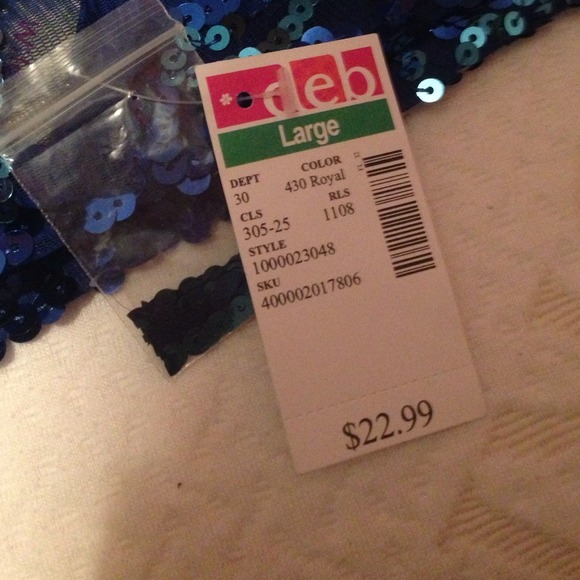 * deb
Large
DEPT COLOR
30 430 Royal
CLS RLS
305-25 1108
STYLE
1000023048
SKU
400002017806
$22.99